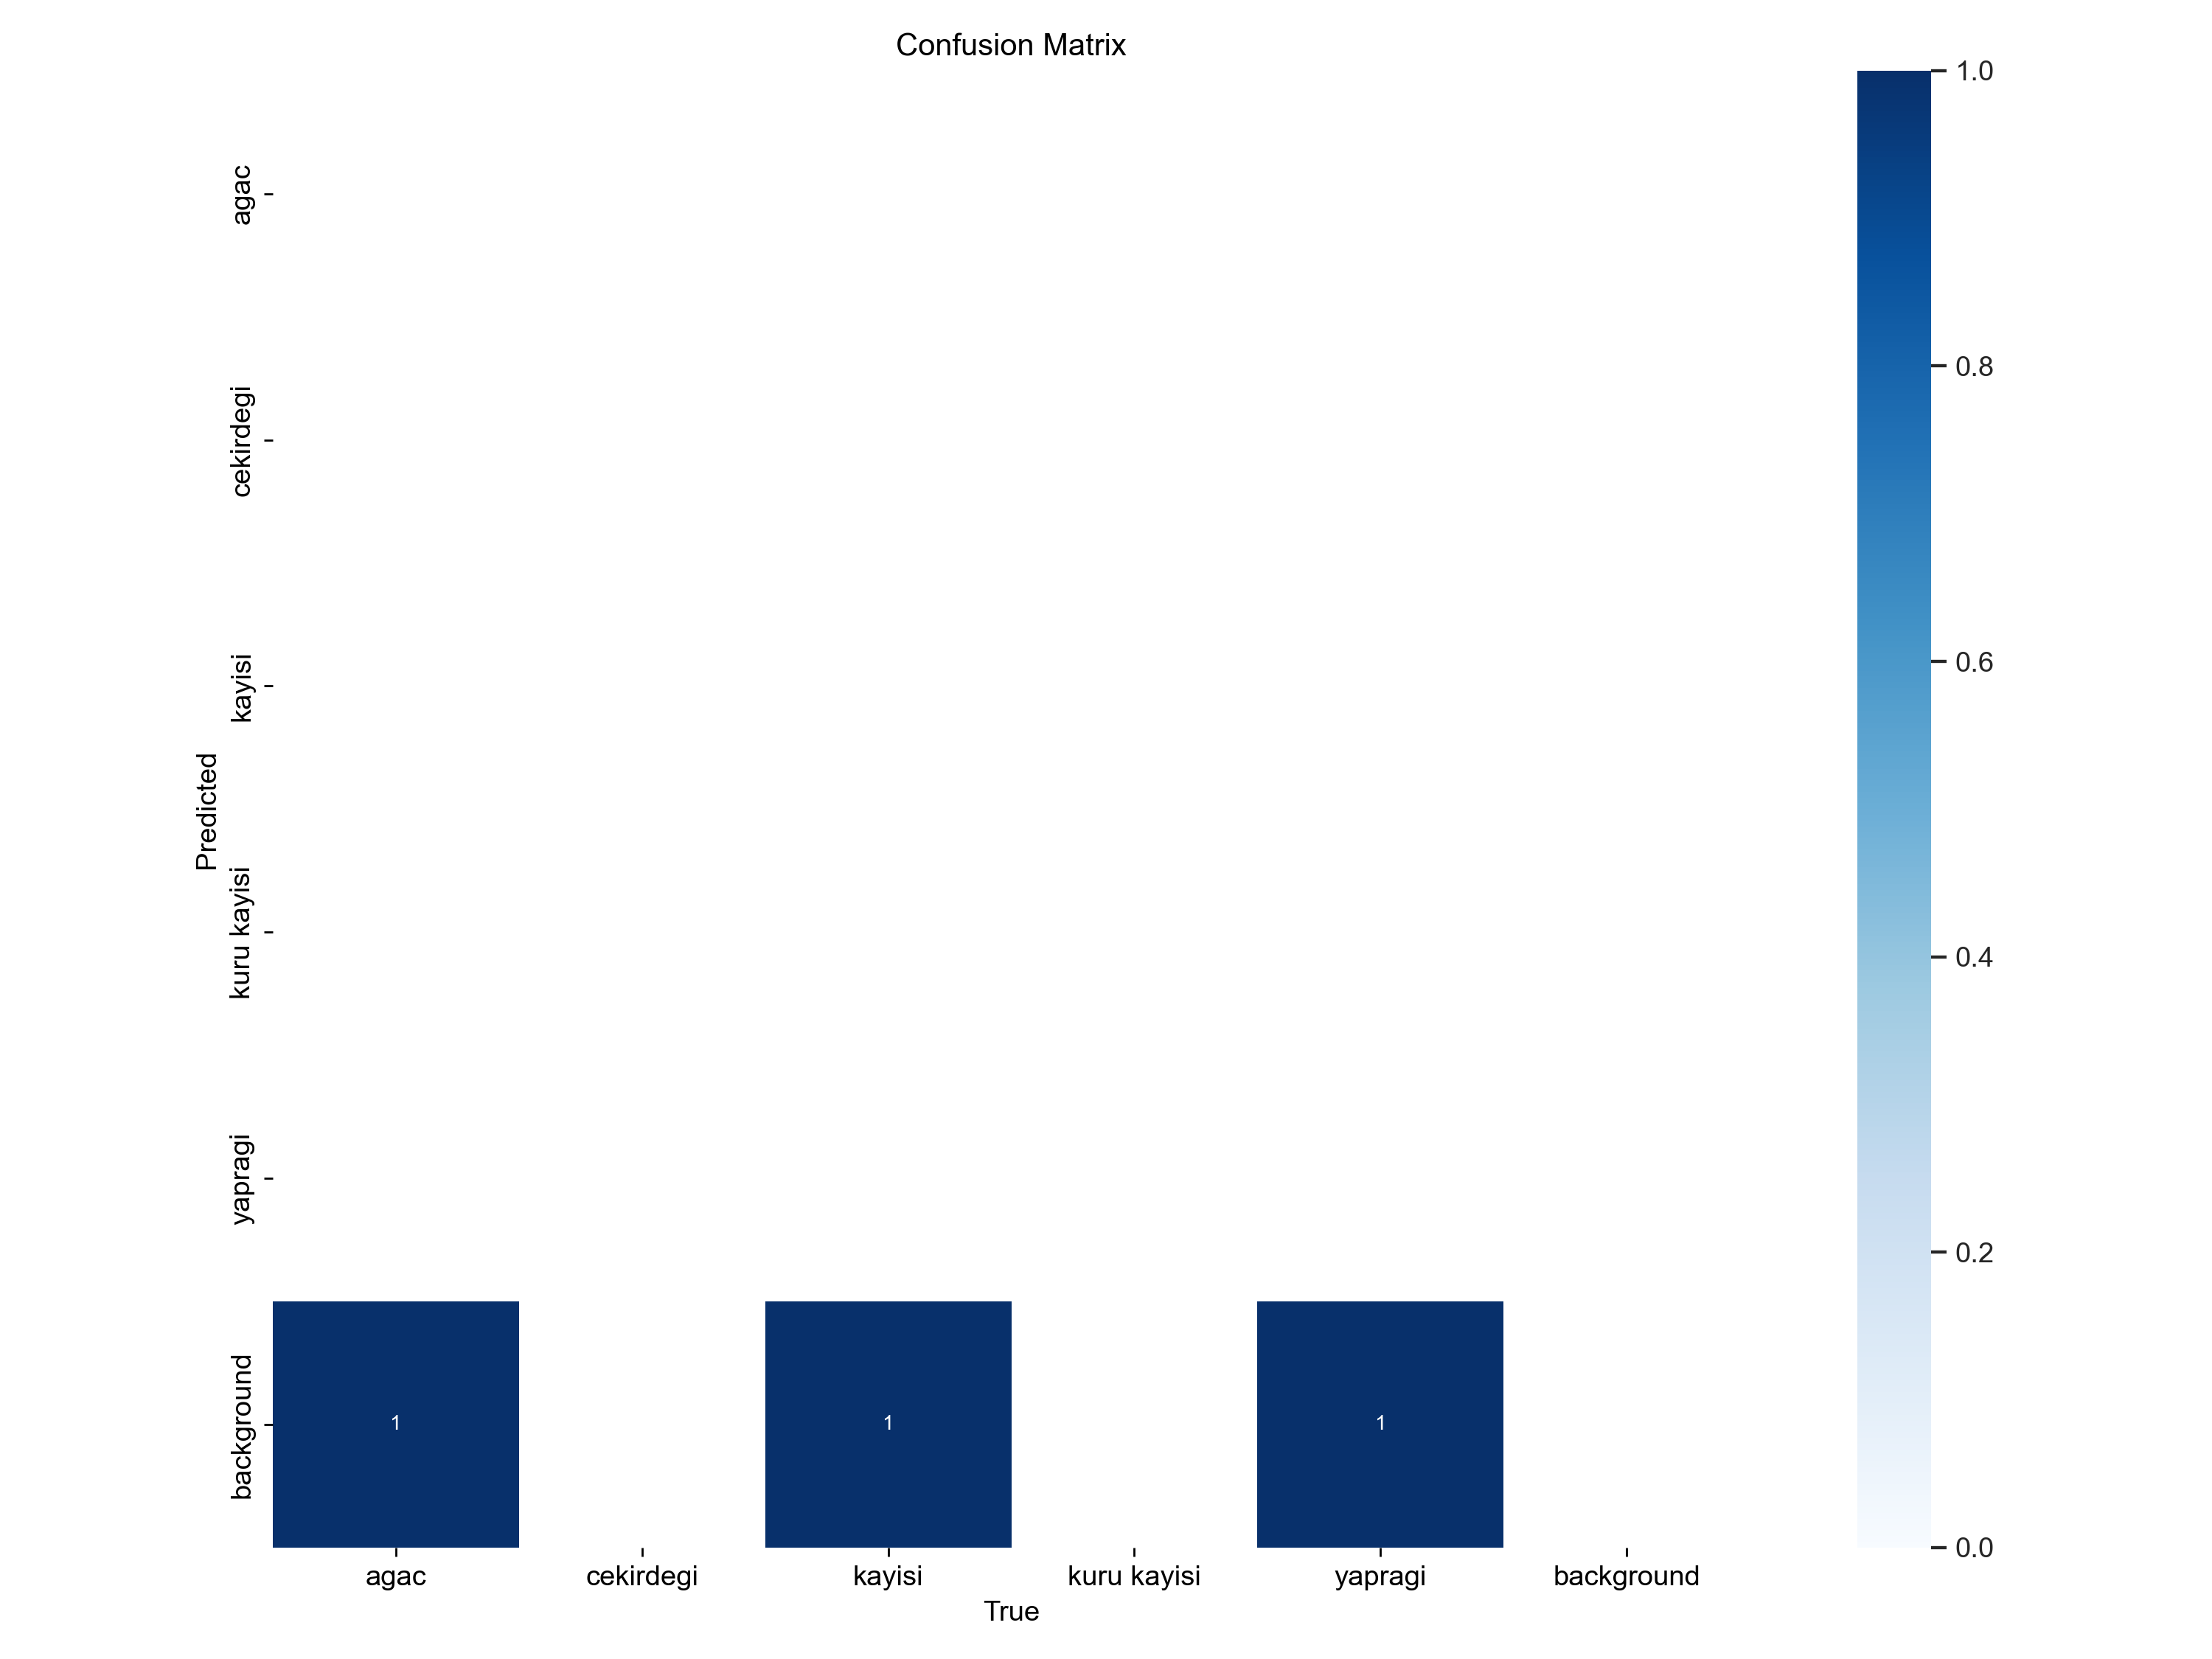 Confusion Matrix
1.0
0.8
0.6
0.4
0.2
0.0
Predicted
agac
cekirdegi
kayisi
kuru kayisi
yapragi
background
1 1 1
agac cekirdegi kayisi kuru kayisi yapragi background
True